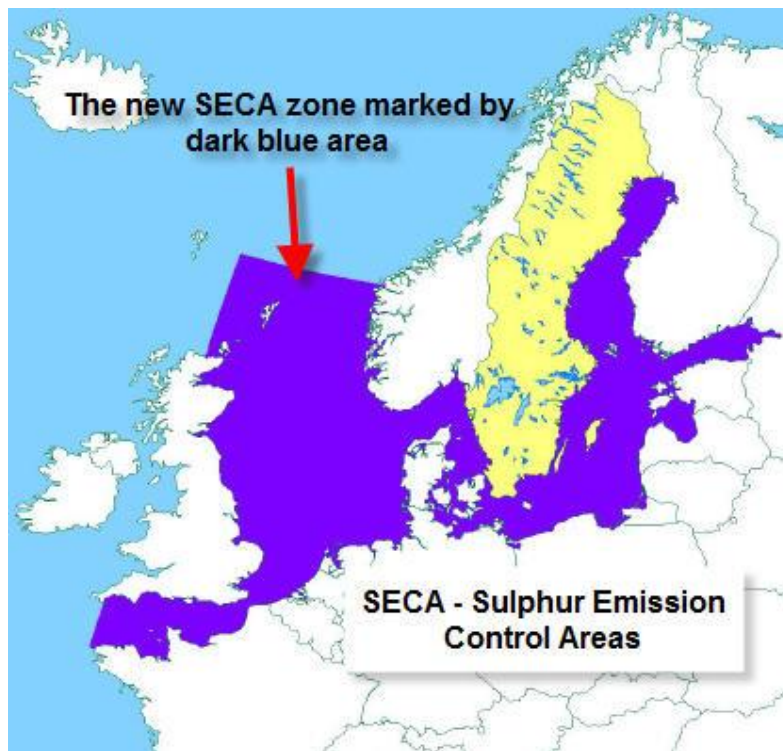 The new SECA zone marked by
dark blue area
SECA - Sulphur Emission
Control Areas